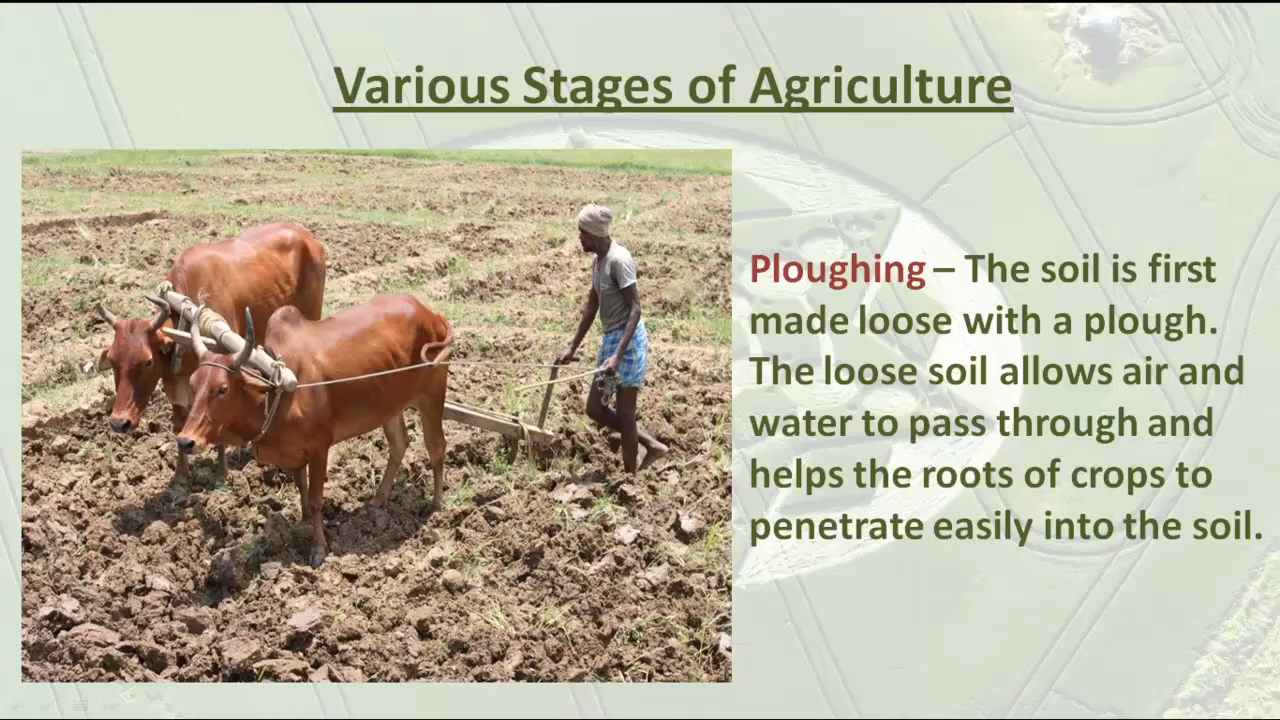 Various Stages of Agriculture
Ploughing – The soil is first
made loose with a plough.
The loose soil allows air and
water to pass through and
helps the roots of crops to
penetrate easily into the soil.